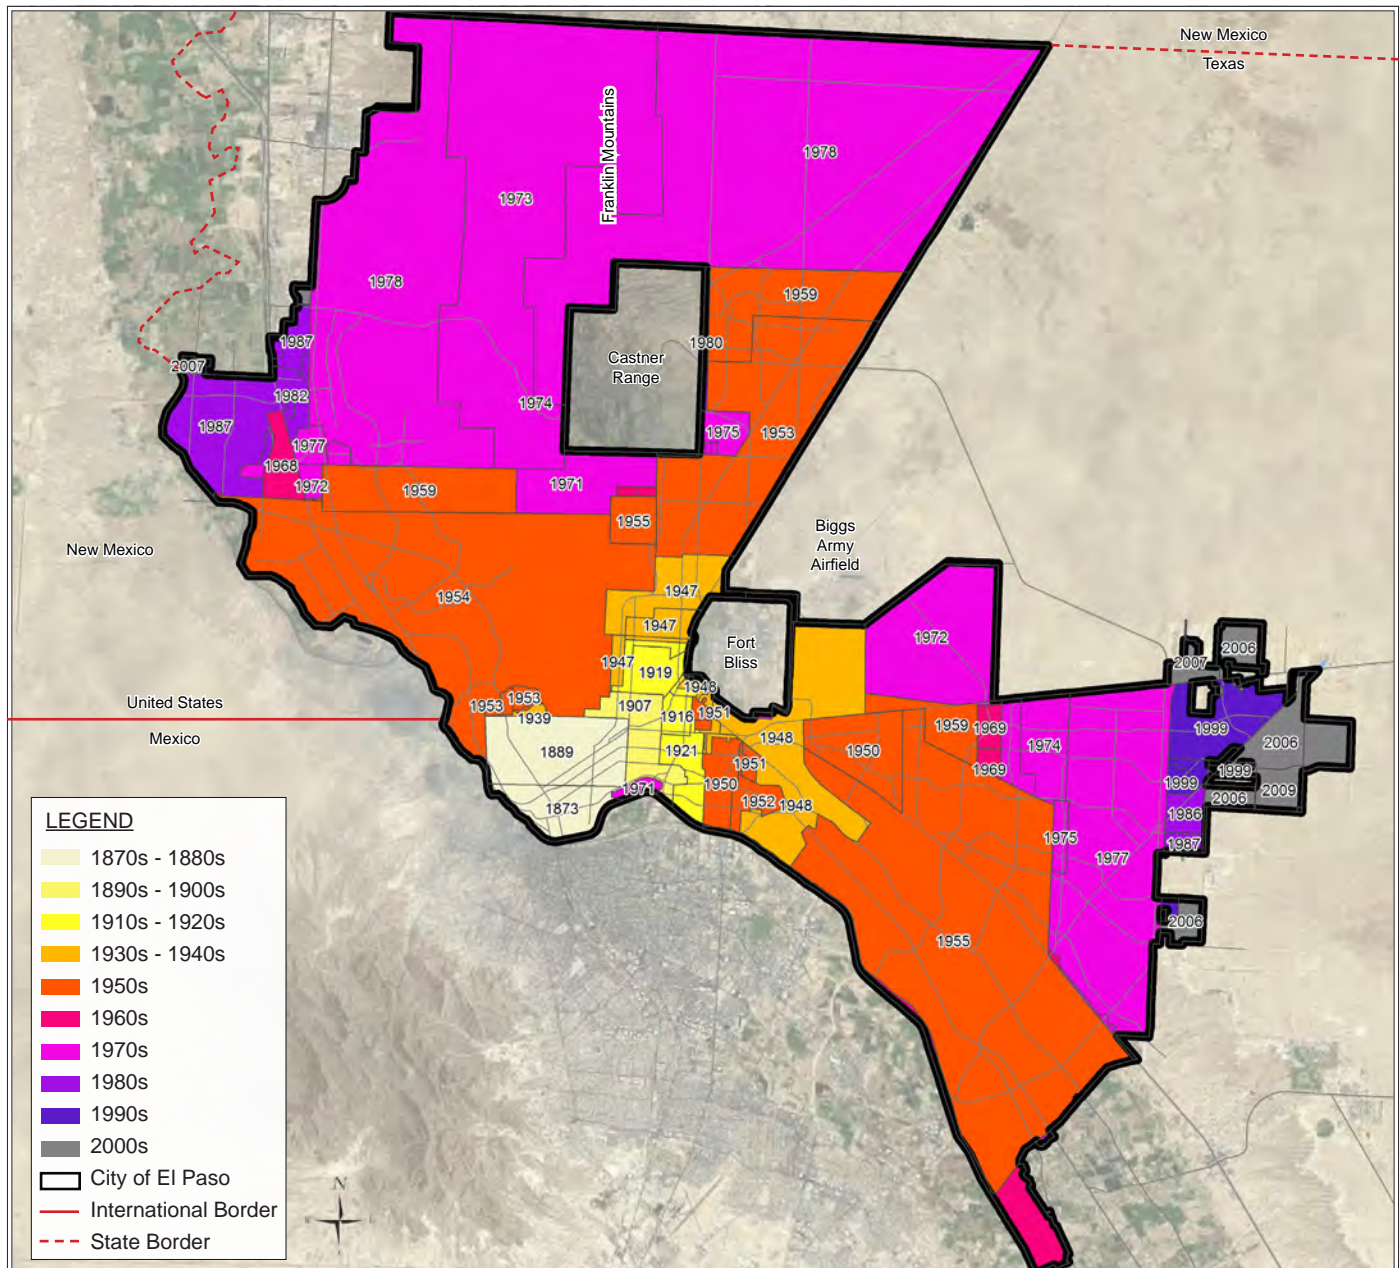 New Mexico
Texas
Franklin Mountains
1978
1973
1978
1959
1980
Castner
Range
1987
2007
1982
1974
1987
1975
1953
1977
1968
1972
1959
1971
1955
Biggs
Army
Airfield
New Mexico
1954
1947
1947
Fort
Bliss
1972
1947
1919
2007
2006
1948
United States
Mexico
1953
1953
1939
1907
1916
1951
1948
1959
1969
1974
1999
2006
1889
1921
1951
1950
1969
1999
1950
1971
1952
1948
1999
2006
2009
1873
1986
1975
1987
1977
2006
1955
LEGEND
1870s - 1880s
1890s - 1900s
1910s - 1920s
1930s - 1940s
1950s
1960s
1970s
1980s
1990s
2000s
City of El Paso
International Border
State Border
N